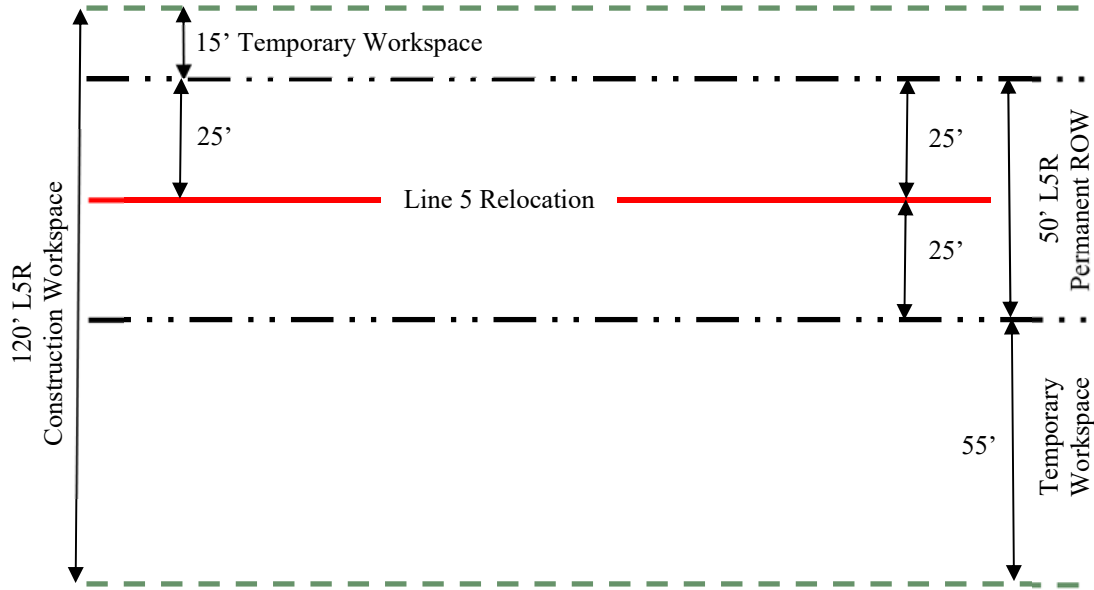 15’ Temporary Workspace
25’
25’
Line 5 Relocation
25’
50’ L5R
Permanent ROW
120’ L5R
Construction Workspace
55’
Temporary
Workspace